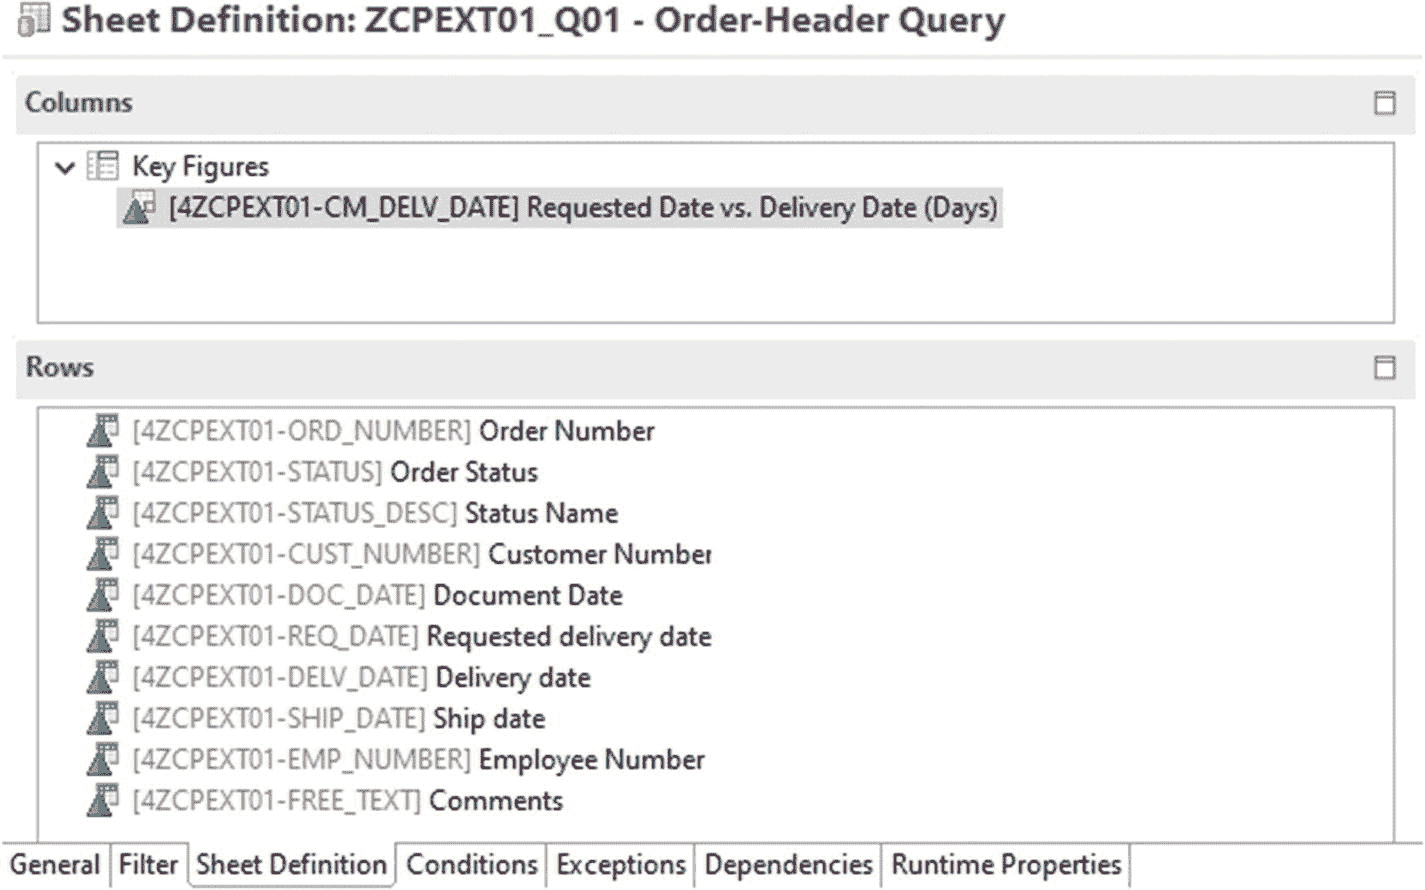 Sheet Definition: ZCPEXT01_Q01 - Order-Header Query
Columns
Key Figures
[4ZCPEXT01-CM_DELV_DATE] Requested Date vs. Delivery Date (Days)
Rows
[4ZCPEXT01-ORD_NUMBER] Order Number
[4ZCPEXT01-STATUS] Order Status
[4ZCPEXT01-STATUS_DESC] Status Name
[4ZCPEXT01-CUST_NUMBER] Customer Number
[4ZCPEXT01-DOC_DATE] Document Date
[4ZCPEXT01-REQ_DATE] Requested delivery date
[4ZCPEXT01-DELV_DATE] Delivery date
[4ZCPEXT01-SHIP_DATE] Ship date
[4ZCPEXT01-EMP_NUMBER] Employee Number
[4ZCPEXT01-FREE_TEXT] Comments
General Filter Sheet Definition Conditions Exceptions Dependencies Runtime Properties